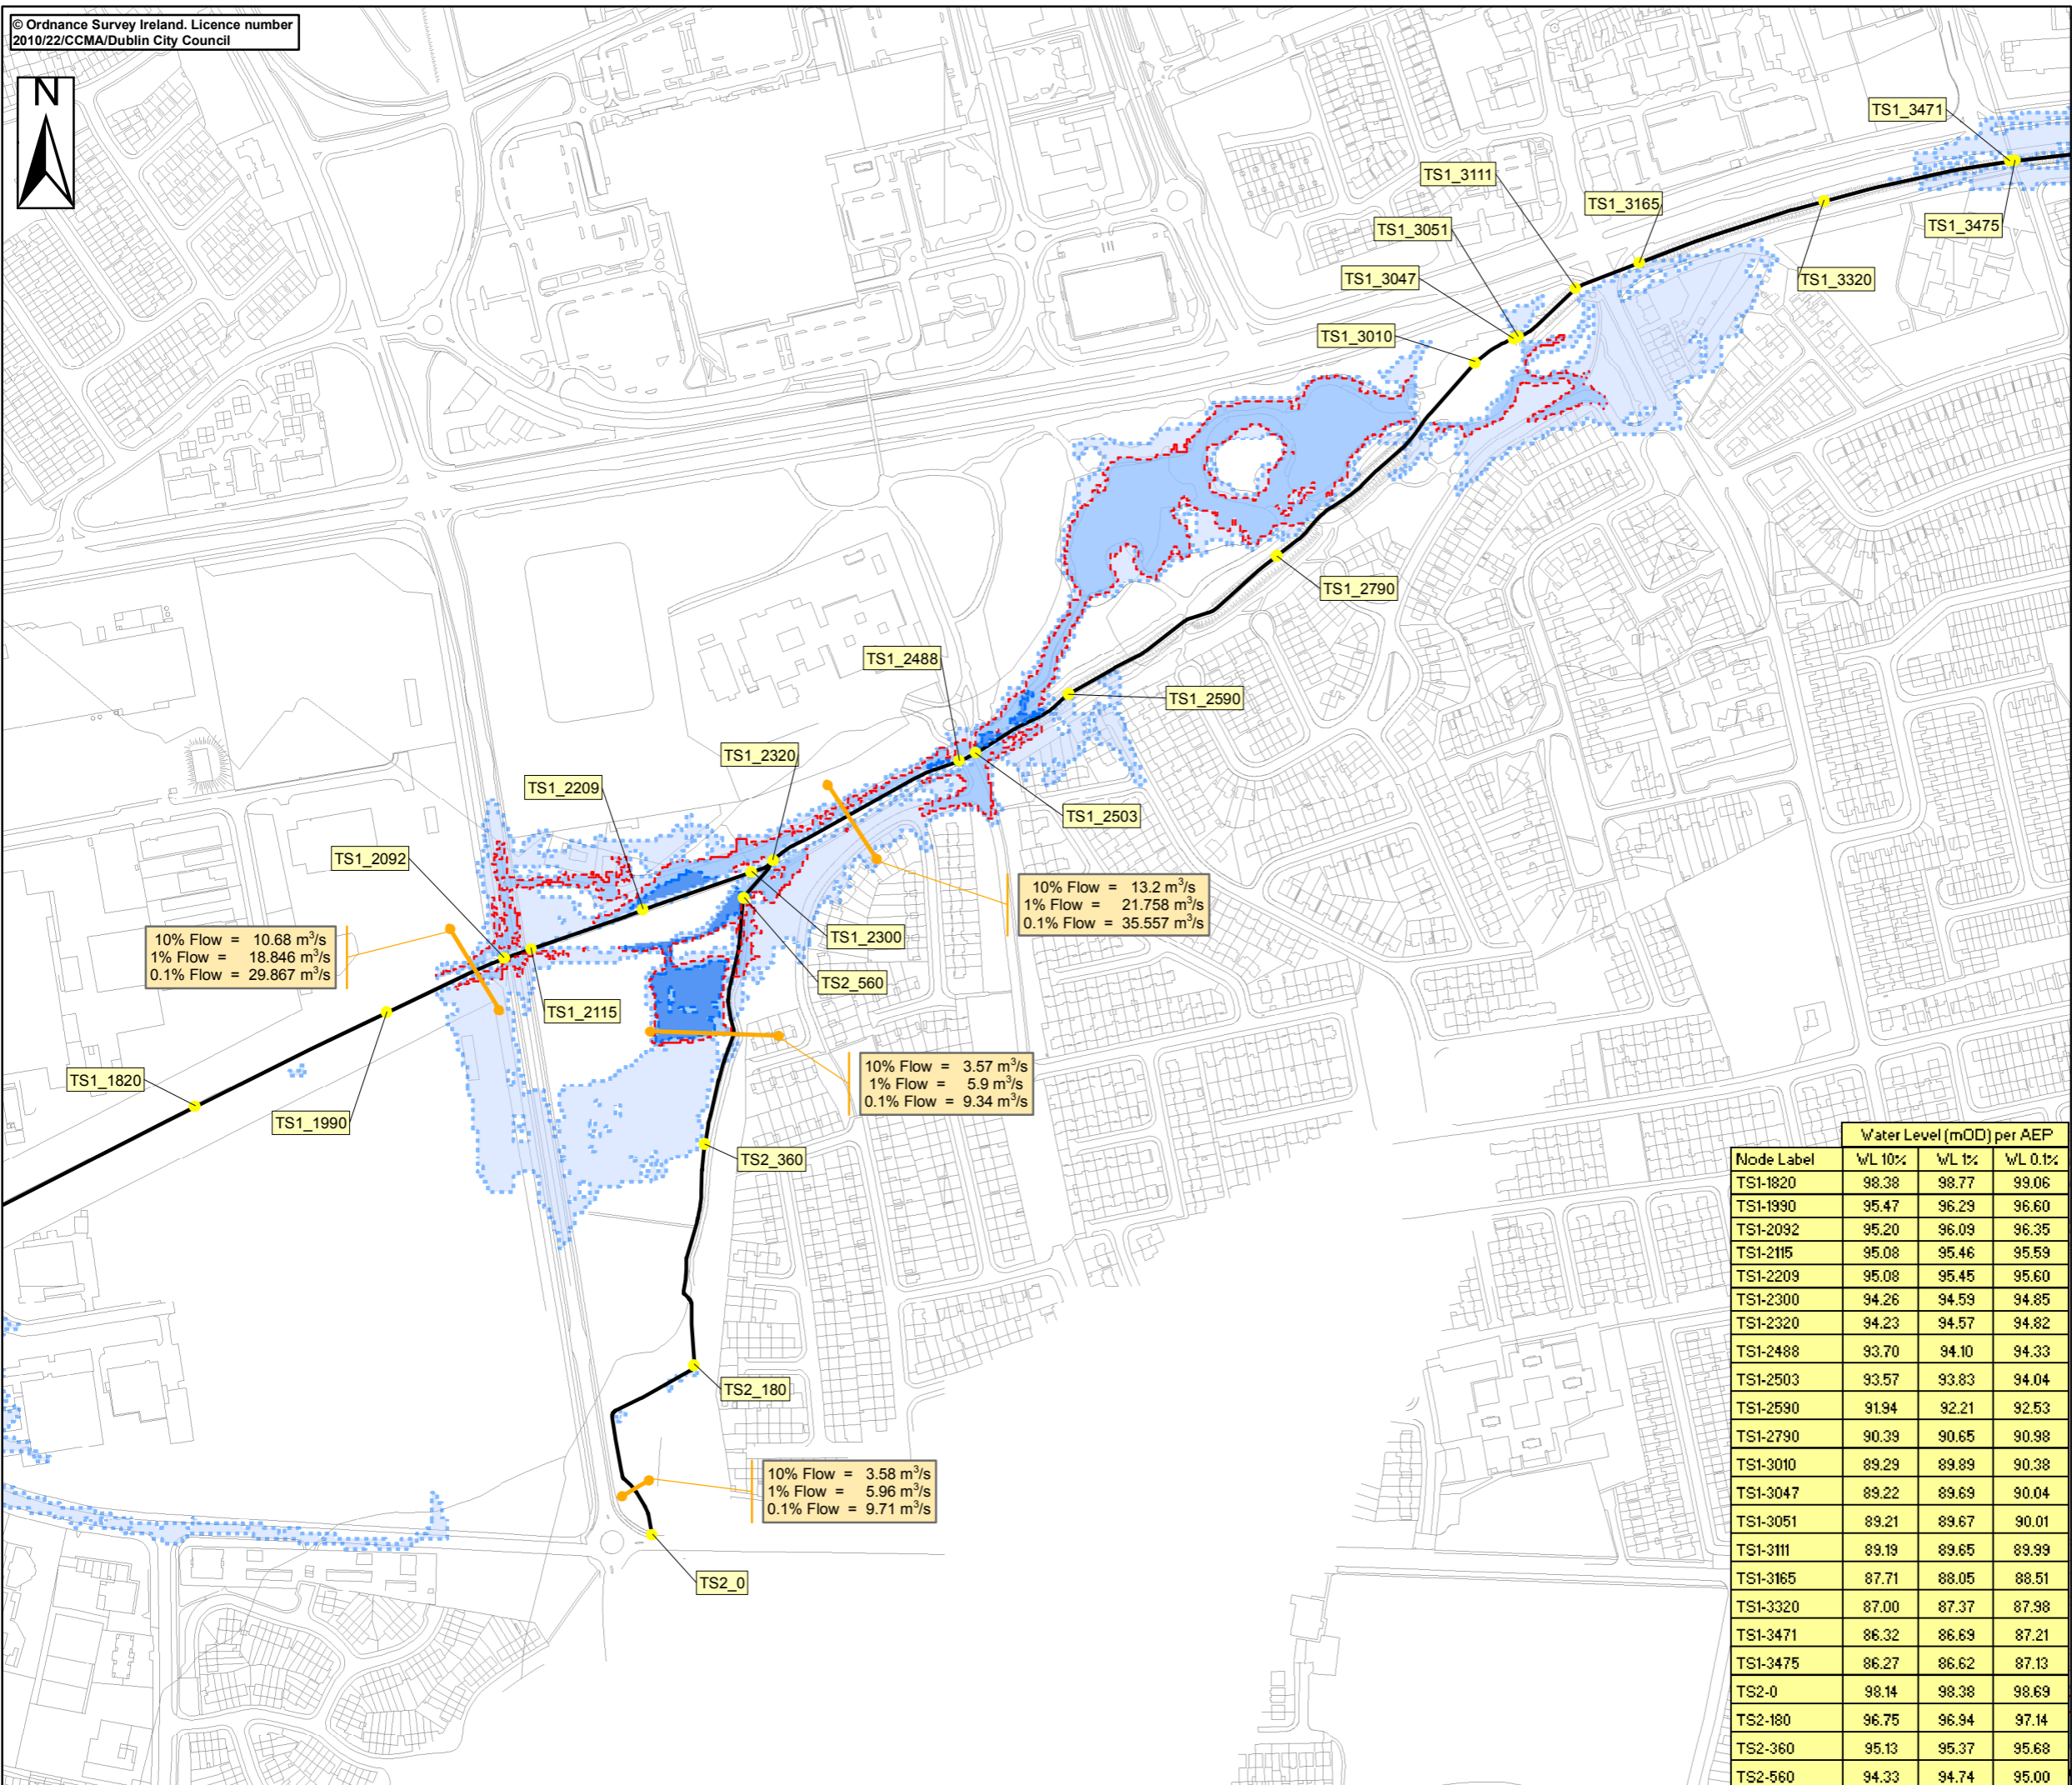 © Ordnance Survey Ireland. Licence number
2010/22/CCMA/Dublin City Council
N
TS1_3471
TS1_3111
TS1_3165
TS1_3051
TS1_3475
TS1_3047
TS1_3320
TS1_3010
TS1_2790
TS1_2488
TS1_2590
TS1_2320
TS1_2209
TS1_2503
TS1_2092
10% Flow = 13.2 m³/s
1% Flow = 21.758 m³/s
0.1% Flow = 35.557 m³/s
TS1_2300
10% Flow = 10.68 m³/s
1% Flow = 18.846 m³/s
0.1% Flow = 29.867 m³/s
TS2_560
TS1_2115
10% Flow = 3.57 m³/s
1% Flow = 5.9 m³/s
0.1% Flow = 9.34 m³/s
TS1_1820
TS1_1990
TS2_360
TS2_180
10% Flow = 3.58 m³/s
1% Flow = 5.96 m³/s
0.1% Flow = 9.71 m³/s
TS2_0
Water Level (mOD) per AEP
Node Label WL 10% WL 1% WL 0.1%
TS1-1820 98.38 98.77 99.06
TS1-1990 95.47 96.29 96.60
TS1-2092 95.20 96.09 96.35
TS1-2115 95.08 95.46 95.59
TS1-2209 95.08 95.45 95.60
TS1-2300 94.26 94.59 94.85
TS1-2320 94.23 94.57 94.82
TS1-2488 93.70 94.10 94.33
TS1-2503 93.57 93.83 94.04
TS1-2590 91.94 92.21 92.53
TS1-2790 90.39 90.65 90.98
TS1-3010 89.29 89.89 90.38
TS1-3047 89.22 89.69 90.04
TS1-3051 89.21 89.67 90.01
TS1-3111 89.19 89.65 89.99
TS1-3165 87.71 88.05 88.51
TS1-3320 87.00 87.37 87.98
TS1-3471 86.32 86.69 87.21
TS1-3475 86.27 86.62 87.13
TS2-0 98.14 98.38 98.69
TS2-180 96.75 96.94 97.14
TS2-360 95.13 95.37 95.68
TS2-560 94.33 94.74 95.00